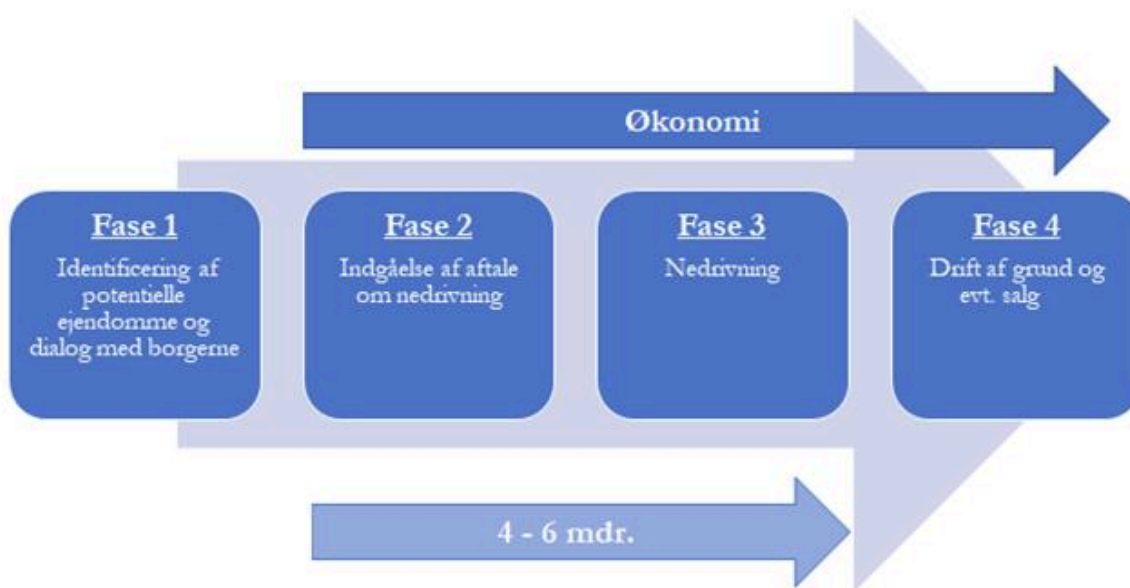 Økonomi
Fase 1
Identificering af
potentielle
ejendomme og
dialog med borgerne
Fase 2
Indgåelse af aftale
om nedrivning
Fase 3
Nedrivning
Fase 4
Drift af grund og
evt. salg
4 - 6 mdr.